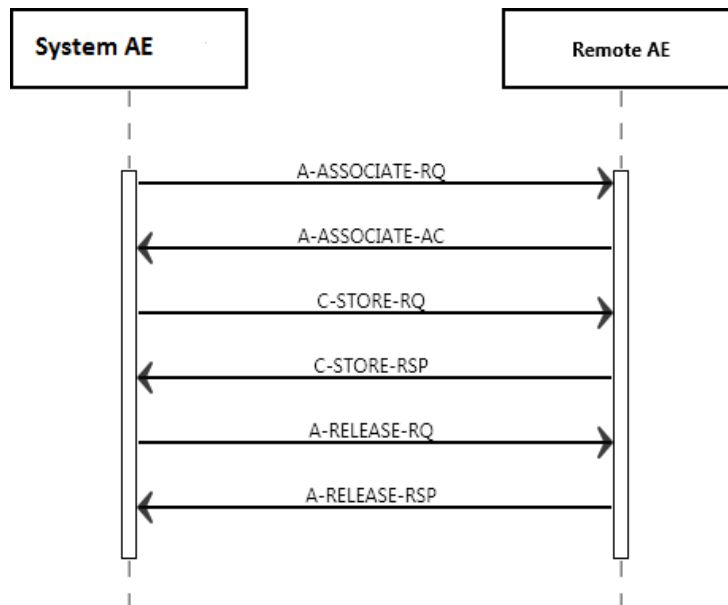 System AE
Remote AE
A-ASSOCIATE-RQ
A-ASSOCIATE-AC
C-STORE-RQ
C-STORE-RSP
A-RELEASE-RQ
A-RELEASE-RSP